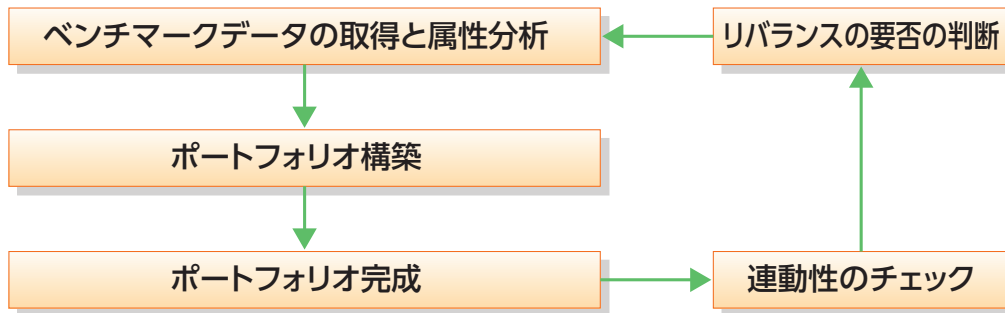 ベンチマークデータの取得と属性分析
リバランスの要否の判断
ポートフォリオ構築
ポートフォリオ完成
連動性のチェック